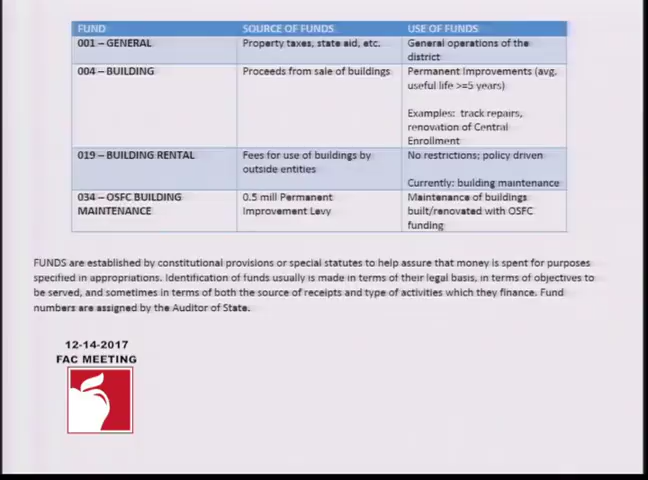 FUND SOURCE OF FUNDS USE OF FUNDS
001 – GENERAL Property taxes, state aid, etc. General operations of the
district
004 – BUILDING Proceeds from sale of buildings Permanent Improvements (avg.
useful life >=5 years)
Examples: track repairs,
renovation of Central
Enrollment
019 – BUILDING RENTAL Fees for use of buildings by No restrictions; policy driven
outside entities
Currently: building maintenance
034 – OSFC BUILDING 0.5 mill Permanent Maintenance of buildings
MAINTENANCE Improvement Levy built/renovated with OSFC
funding
FUNDS are established by constitutional provisions or special statutes to help assure that money is spent for purposes
specified in appropriations. Identification of funds usually is made in terms of their legal basis, in terms of objectives to
be served, and sometimes in terms of both the source of receipts and type of activities which they finance. Fund
numbers are assigned by the Auditor of State.
12-14-2017
FAC MEETING